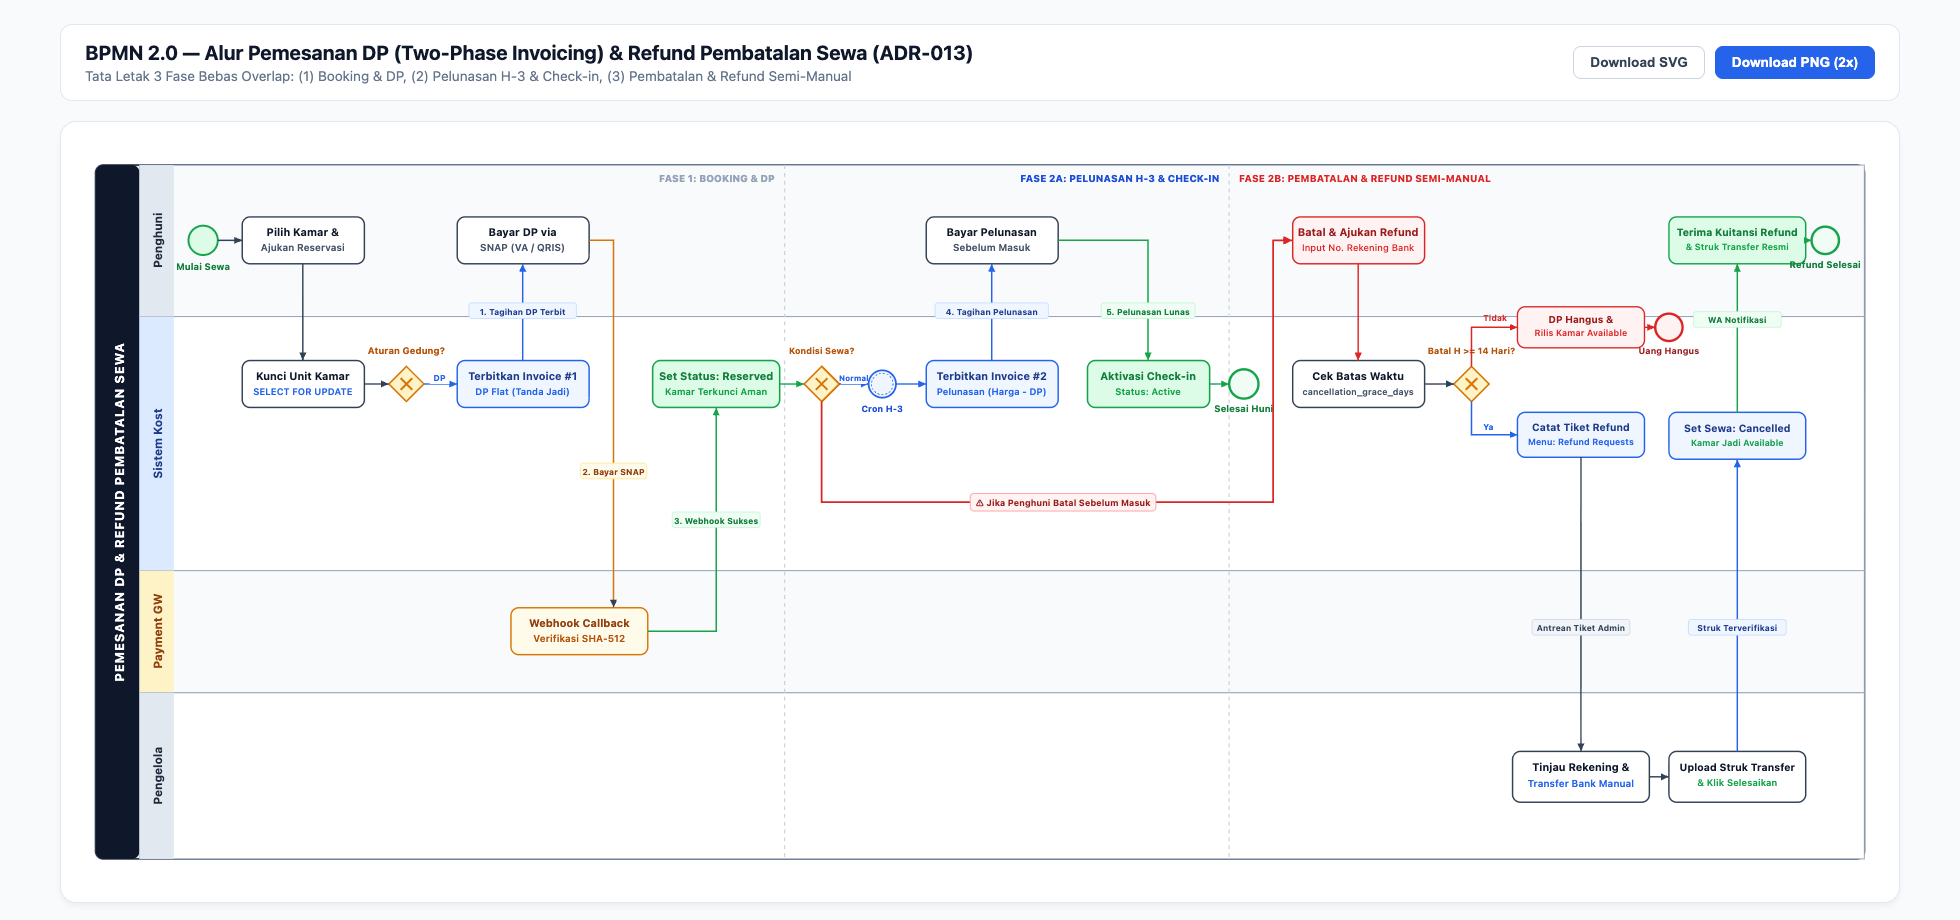 BPMN 2.0 — Alur Pemesanan DP (Two-Phase Invoicing) & Refund Pembatalan Sewa (ADR-013)
Tata Letak 3 Fase Bebas Overlap: (1) Booking & DP, (2) Pelunasan H-3 & Check-in, (3) Pembatalan & Refund Semi-Manual
Download SVG
Download PNG (2x)
PEMESANAN DP & REFUND PEMBATALAN SEWA
FASE 1: BOOKING & DP
FASE 2A: PELUNASAN H-3 & CHECK-IN
FASE 2B: PEMBATALAN & REFUND SEMI-MANUAL
Penghuni
Mulai Sewa
Pilih Kamar &
Ajukan Reservasi
Bayar DP via
SNAP (VA / QRIS)
Bayar Pelunasan
Sebelum Masuk
Batal & Ajukan Refund
Input No. Rekening Bank
Terima Kuitansi Refund
& Struk Transfer Resmi
Refund Selesai
1. Tagihan DP Terbit
4. Tagihan Pelunasan
5. Pelunasan Lunas
WA Notifikasi
Sistem Kost
Kunci Unit Kamar
SELECT FOR UPDATE
Aturan Gedung?
DP
Terbitkan Invoice #1
DP Flat (Tanda Jadi)
Set Status: Reserved
Kamar Terkunci Aman
Kondisi Sewa?
Normal
Cron H-3
Terbitkan Invoice #2
Pelunasan (Harga - DP)
Aktivasi Check-in
Status: Active
Selesai Huni
Cek Batas Waktu
cancellation_grace_days
Batal H >= 14 Hari?
Tidak
DP Hangus &
Rilis Kamar Available
Uang Hangus
Ya
Catat Tiket Refund
Menu: Refund Requests
Set Sewa: Cancelled
Kamar Jadi Available
2. Bayar SNAP
3. Webhook Sukses
⚠ Jika Penghuni Batal Sebelum Masuk
Payment GW
Webhook Callback
Verifikasi SHA-512
Antrean Tiket Admin
Struk Terverifikasi
Pengelola
Tinjau Rekening &
Transfer Bank Manual
Upload Struk Transfer
& Klik Selesaikan